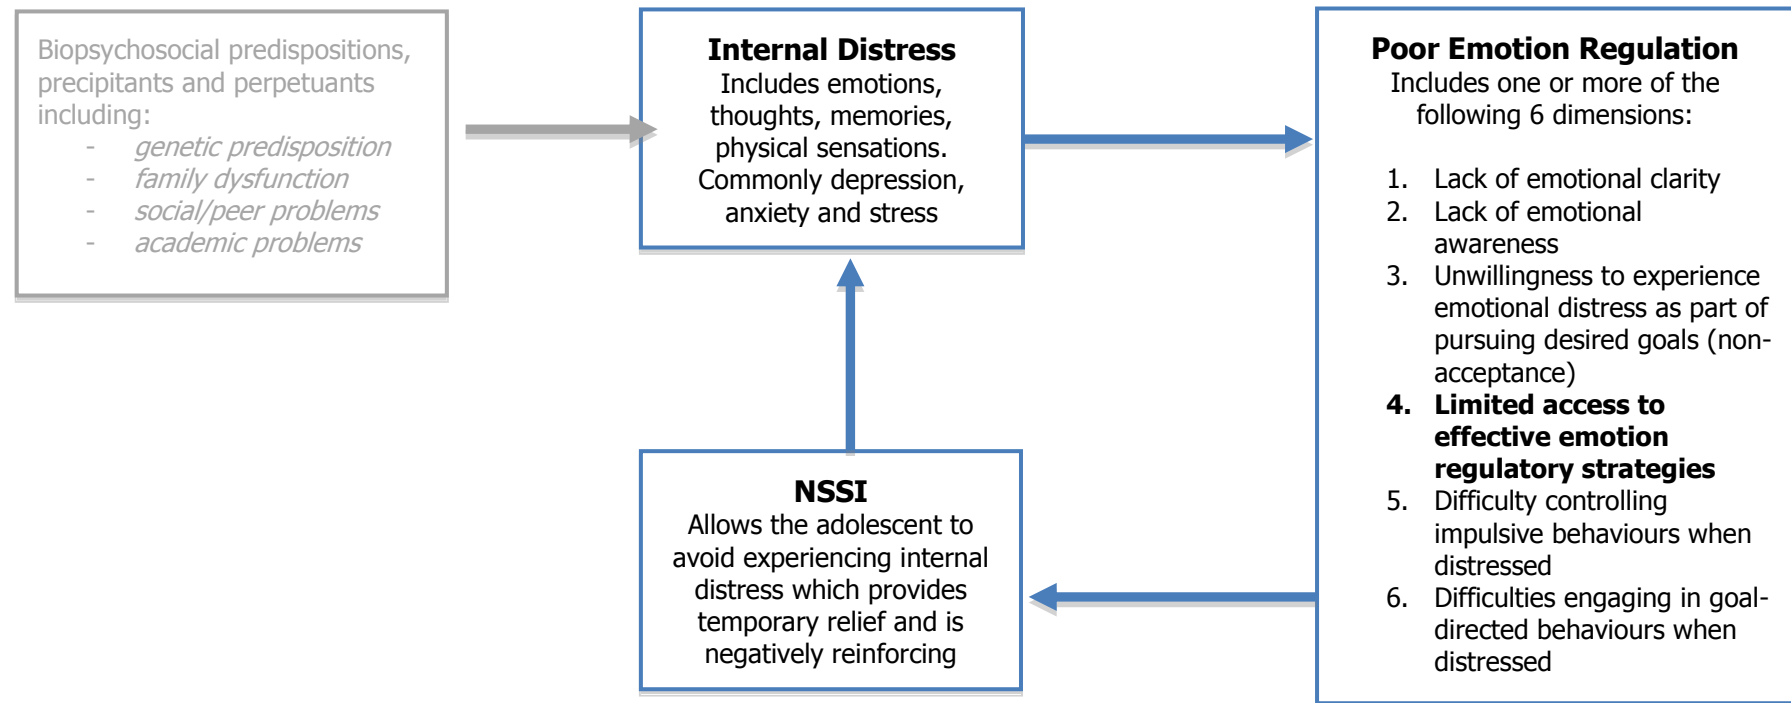 Biopsychosocial predispositions,
precipitants and perpetuants
including:
- genetic predisposition
- family dysfunction
- social/peer problems
- academic problems
Internal Distress
Includes emotions,
thoughts, memories,
physical sensations.
Commonly depression,
anxiety and stress
Poor Emotion Regulation
Includes one or more of the
following 6 dimensions:
1. Lack of emotional clarity
2. Lack of emotional
awareness
3. Unwillingness to experience
emotional distress as part of
pursuing desired goals (non-
acceptance)
4. Limited access to
effective emotion
regulatory strategies
5. Difficulty controlling
impulsive behaviours when
distressed
6. Difficulties engaging in goal-
directed behaviours when
distressed
NSSI
Allows the adolescent to
avoid experiencing internal
distress which provides
temporary relief and is
negatively reinforcing